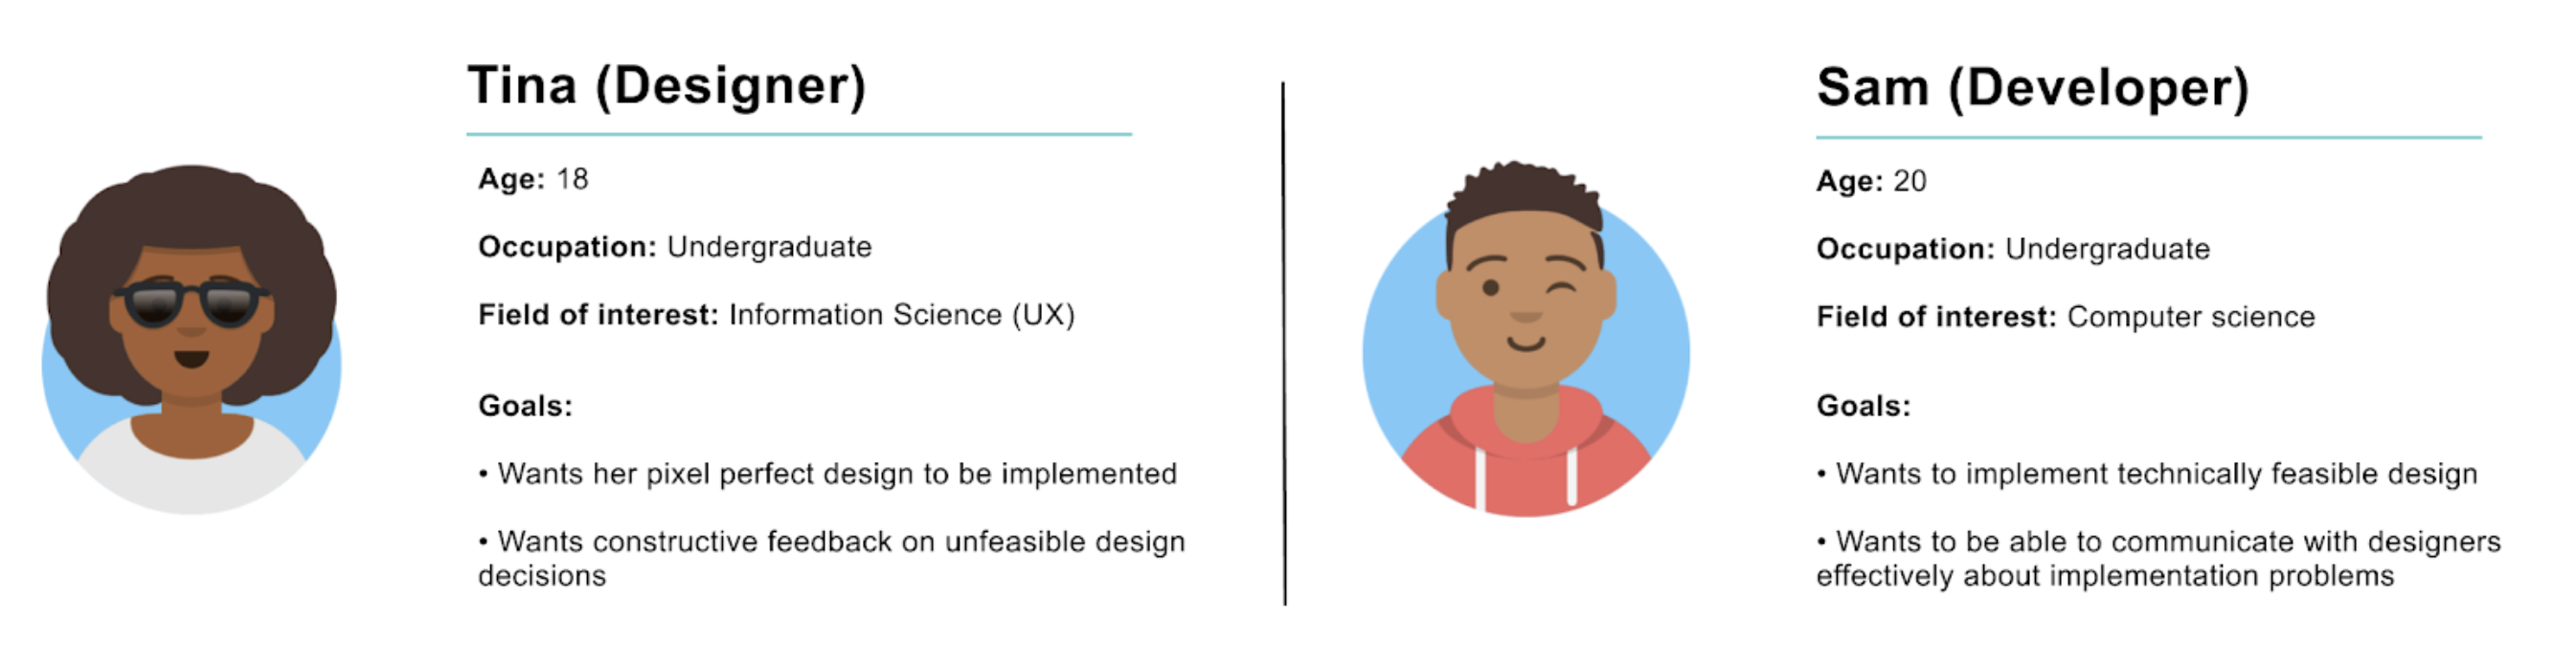 Tina (Designer)
Age: 18
Occupation: Undergraduate
Field of interest: Information Science (UX)
Goals:
• Wants her pixel perfect design to be implemented
• Wants constructive feedback on unfeasible design
decisions
Sam (Developer)
Age: 20
Occupation: Undergraduate
Field of interest: Computer science
Goals:
• Wants to implement technically feasible design
• Wants to be able to communicate with designers
effectively about implementation problems